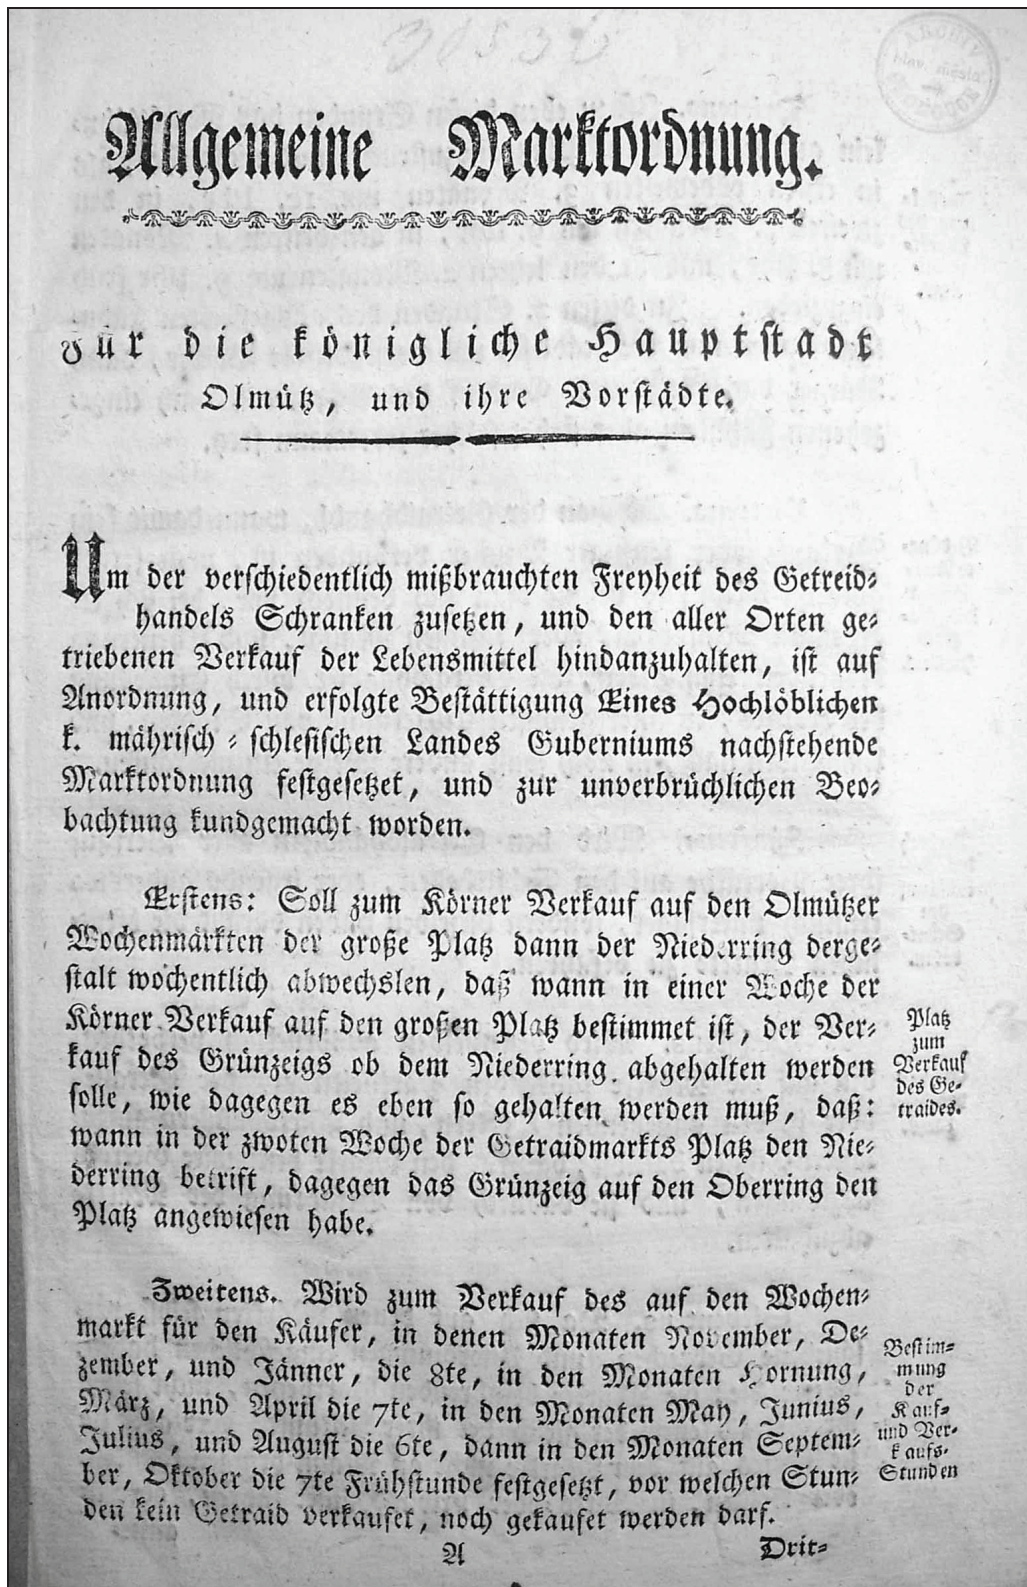 Allgemeine Marktordnung.
für die königliche Hauptstadt
Olmütz, und ihre Vorstädte.
Um der verschiedentlich mißbrauchten Freyheit des Getreid-
handels Schranken zusetzen, und den aller Orten ge-
triebenen Verkauf der Lebensmittel hindanzuhalten, ist auf
Anordnung, und erfolgte Bestättigung Eines Hochlöblichen
k. mährisch-schlesischen Landes Guberniums nachstehende
Marktordnung festgesetzet, und zur unverbrüchlichen Beo-
bachtung kundgemacht worden.
Erstens: Soll zum Körner Verkauf auf den Olmützer
Wochenmärkten der große Platz dann der Niederring derge-
stalt wochentlich abwechslen, daß wann in einer Woche der
Körner Verkauf auf den großen Platz bestimmet ist, der Ver-
kauf des Grünzeigs ob dem Niederring abgehalten werden
solle, wie dagegen es eben so gehalten werden muß, daß:
wann in der zwoten Woche der Getraidmarkts Platz den Nie-
derring betrift, dagegen das Grünzeig auf den Oberring den
Platz angewiesen habe.
Platz
zum
Verkauf
des Ge-
traides.
Zweitens. Wird zum Verkauf des auf den Wochen-
markt für den Käufer, in denen Monaten November, De-
zember, und Jänner, die 8te, in den Monaten Hornung,
März, und April die 7te, in den Monaten May, Junius,
Julius, und August die 6te, dann in den Monaten Septem-
ber, Oktober die 7te Frühstunde festgesetzt, vor welchen Stun-
den kein Getraid verkaufet, noch gekaufet werden darf.
Bestim-
mung
der
Kauf-
und Ver-
kaufs-
Stunden
A
Drit-